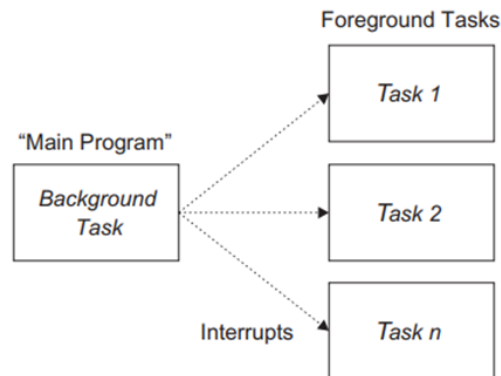 Foreground Tasks
Task 1
“Main Program”
Background
Task
Task 2
Interrupts
Task n